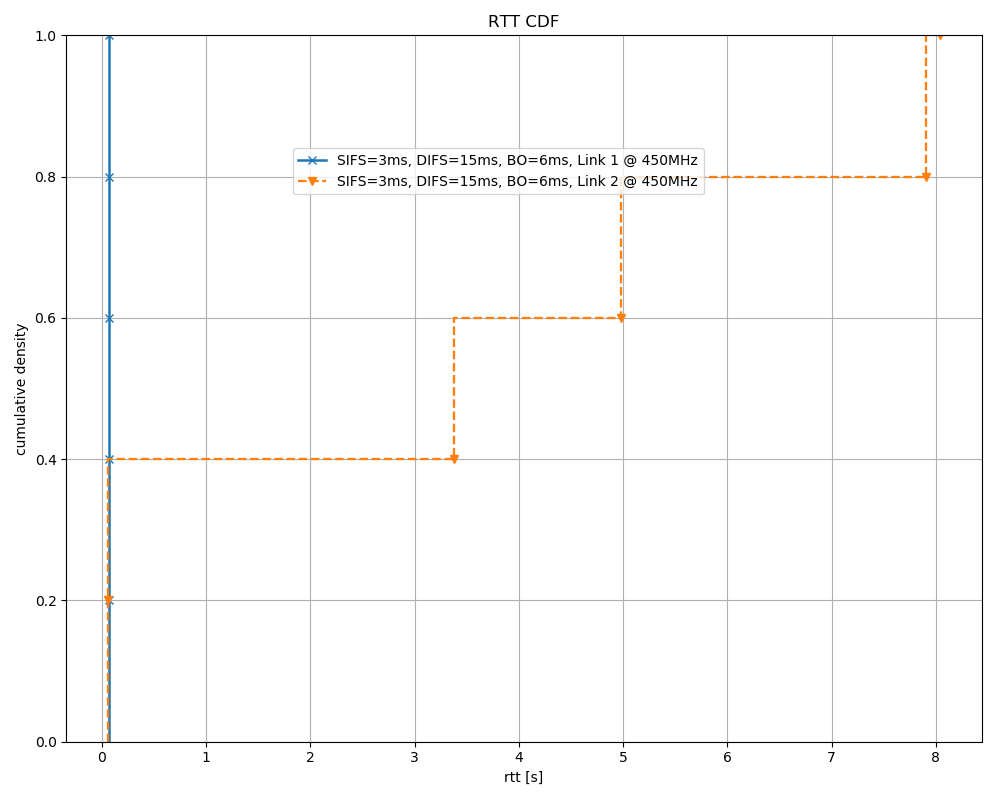 RTT CDF
1.0
0.8
0.6
0.4
0.2
0.0
cumulative density
SIFS=3ms, DIFS=15ms, BO=6ms, Link 1 @ 450MHz
SIFS=3ms, DIFS=15ms, BO=6ms, Link 2 @ 450MHz
0 1 2 3 4 5 6 7 8
rtt [s]